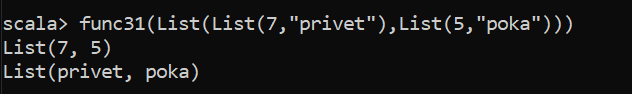 scala> func31(List(List(7,"privet"),List(5,"poka")))
List(7, 5)
List(privet, poka)